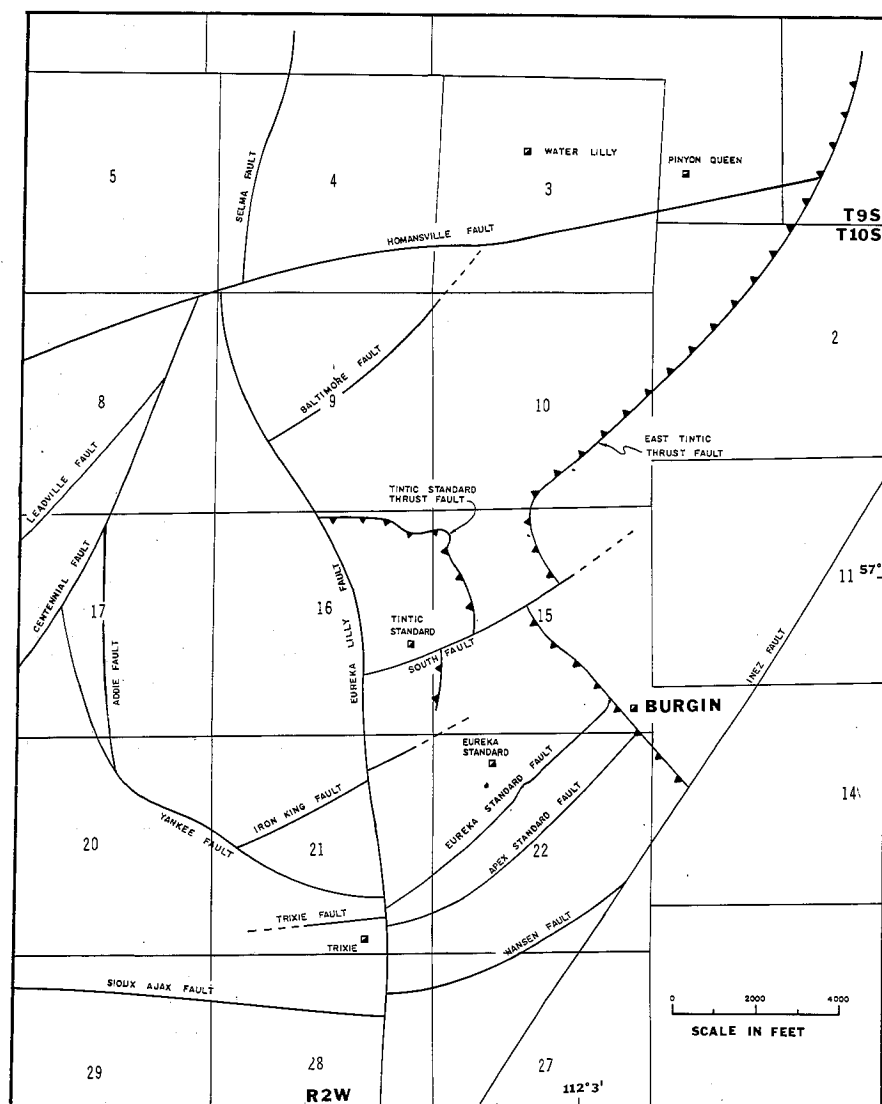 5
4
3
SELMA FAULT
WATER LILLY
PINYON QUEEN
T9S
T10S
HOMANSVILLE FAULT
2
8
BALTIMORE FAULT
9
10
EAST TINTIC
THRUST FAULT
LEADVILLE FAULT
TINTIC STANDARD
THRUST FAULT
CENTENNIAL FAULT
17
ADDIE FAULT
16
EUREKA LILLY FAULT
TINTIC
STANDARD
SOUTH FAULT
15
11
57°
INEZ FAULT
BURGIN
EUREKA
STANDARD
IRON KING FAULT
EUREKA STANDARD FAULT
APEX STANDARD FAULT
14
20
YANKEE FAULT
21
22
TRIXIE FAULT
TRIXIE
HANSEN FAULT
SIOUX AJAX FAULT
0 2000 4000
SCALE IN FEET
29
28
27
R2W
112°3'